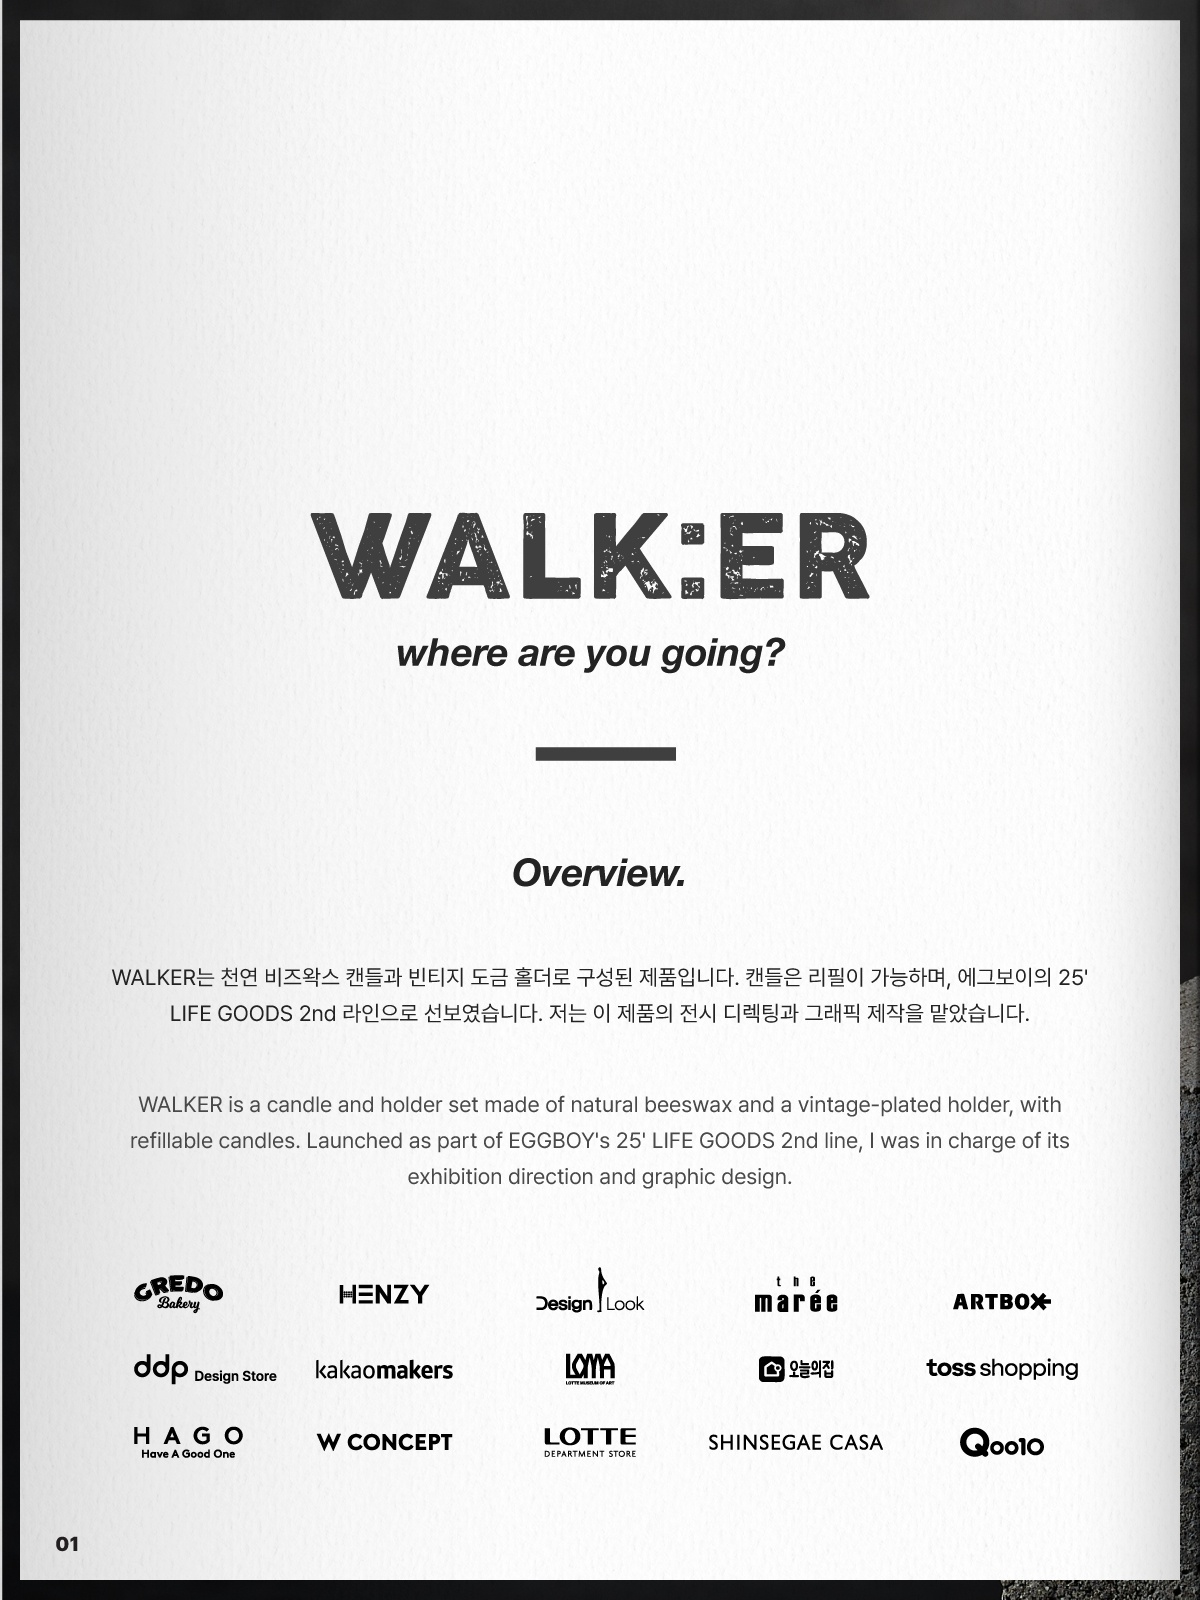 WALK:ER
where are you going?
Overview.
WALKER는 천연 비즈왁스 캔들과 빈티지 도금 홀더로 구성된 제품입니다. 캔들은 리필이 가능하며, 에그보이의 25'
LIFE GOODS 2nd 라인으로 선보였습니다. 저는 이 제품의 전시 디렉팅과 그래픽 제작을 맡았습니다.
WALKER is a candle and holder set made of natural beeswax and a vintage-plated holder, with
refillable candles. Launched as part of EGGBOY's 25' LIFE GOODS 2nd line, I was in charge of its
exhibition direction and graphic design.
CREDO
Bakery
HENZY
Design Look
the
marée
ARTBOX
ddp Design Store
kakaomakers
LOMA
LOTTE MUSEUM OF ART
오늘의집
toss shopping
HAGO
Have A Good One
W CONCEPT
LOTTE
DEPARTMENT STORE
SHINSEGAE CASA
Qoo10
01